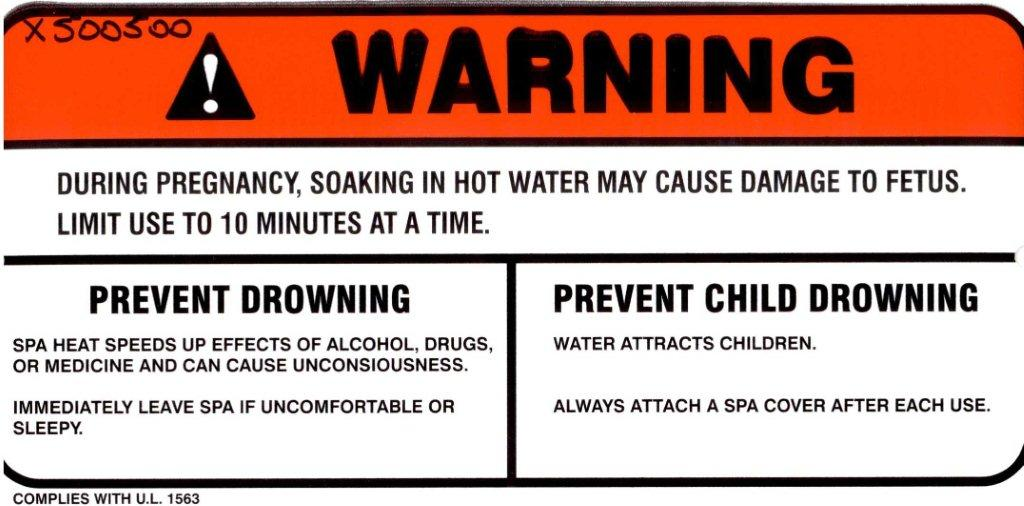 X500500
WARNING
DURING PREGNANCY, SOAKING IN HOT WATER MAY CAUSE DAMAGE TO FETUS.
LIMIT USE TO 10 MINUTES AT A TIME.
PREVENT DROWNING
SPA HEAT SPEEDS UP EFFECTS OF ALCOHOL, DRUGS,
OR MEDICINE AND CAN CAUSE UNCONSIOUSNESS.
IMMEDIATELY LEAVE SPA IF UNCOMFORTABLE OR
SLEEPY.
PREVENT CHILD DROWNING
WATER ATTRACTS CHILDREN.
ALWAYS ATTACH A SPA COVER AFTER EACH USE.
COMPLIES WITH U.L. 1563